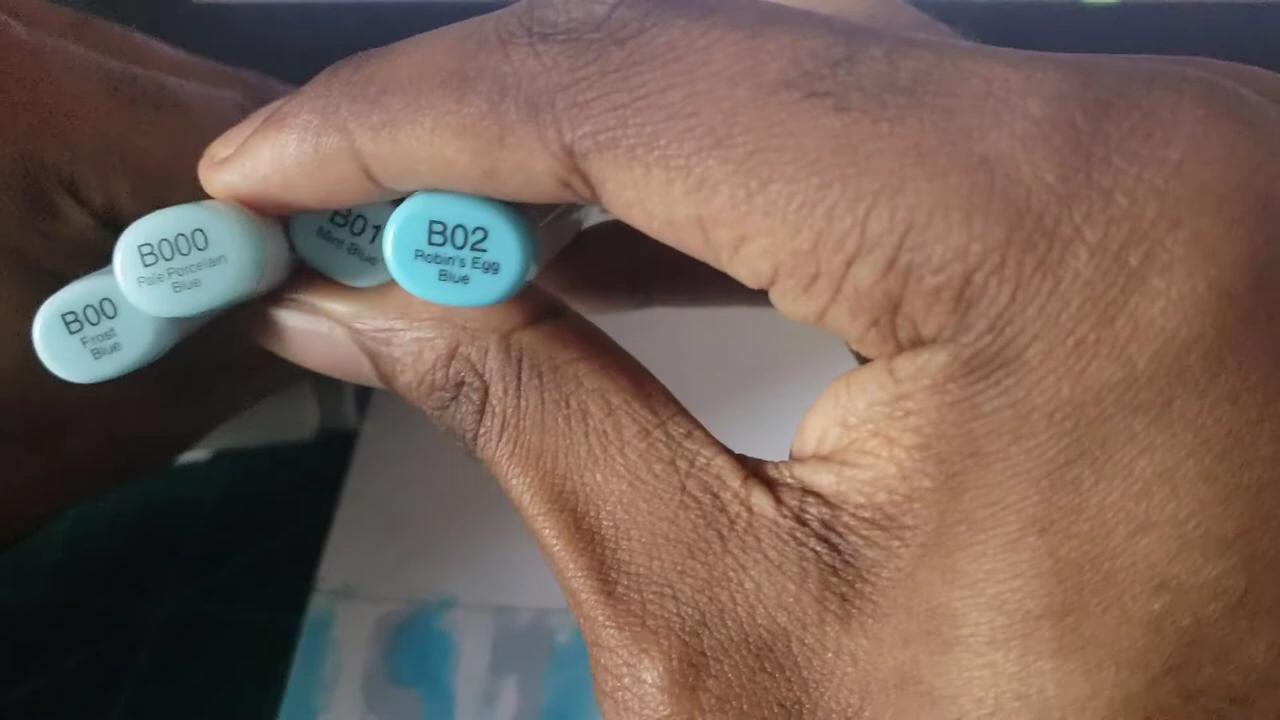 B00
Frost
Blue
B000
Pale Porcelain
Blue
B01
Mint Blue
B02
Robin's Egg
Blue